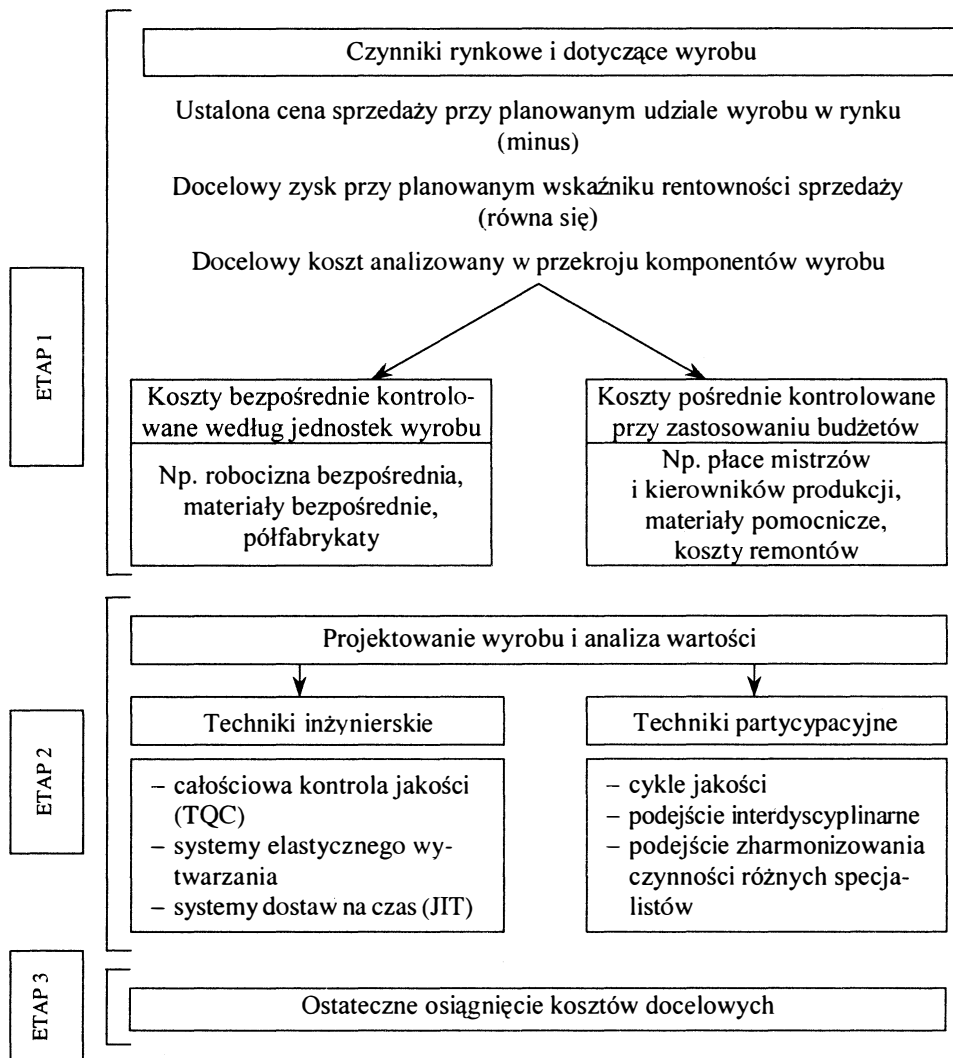 ETAP 1
Czynniki rynkowe i dotyczące wyrobu
Ustalona cena sprzedaży przy planowanym udziale wyrobu w rynku
(minus)
Docelowy zysk przy planowanym wskaźniku rentowności sprzedaży
(równa się)
Docelowy koszt analizowany w przekroju komponentów wyrobu
Koszty bezpośrednie kontrolo-
wane według jednostek wyrobu
Np. robocizna bezpośrednia,
materiały bezpośrednie,
półfabrykaty
Koszty pośrednie kontrolowane
przy zastosowaniu budżetów
Np. płace mistrzów
i kierowników produkcji,
materiały pomocnicze,
koszty remontów
ETAP 2
Projektowanie wyrobu i analiza wartości
Techniki inżynierskie
– całościowa kontrola jakości
(TQC)
– systemy elastycznego wy-
twarzania
– systemy dostaw na czas (JIT)
Techniki partycypacyjne
– cykle jakości
– podejście interdyscyplinarne
– podejście zharmonizowania
czynności różnych specja-
listów
ETAP 3
Ostateczne osiągnięcie kosztów docelowych